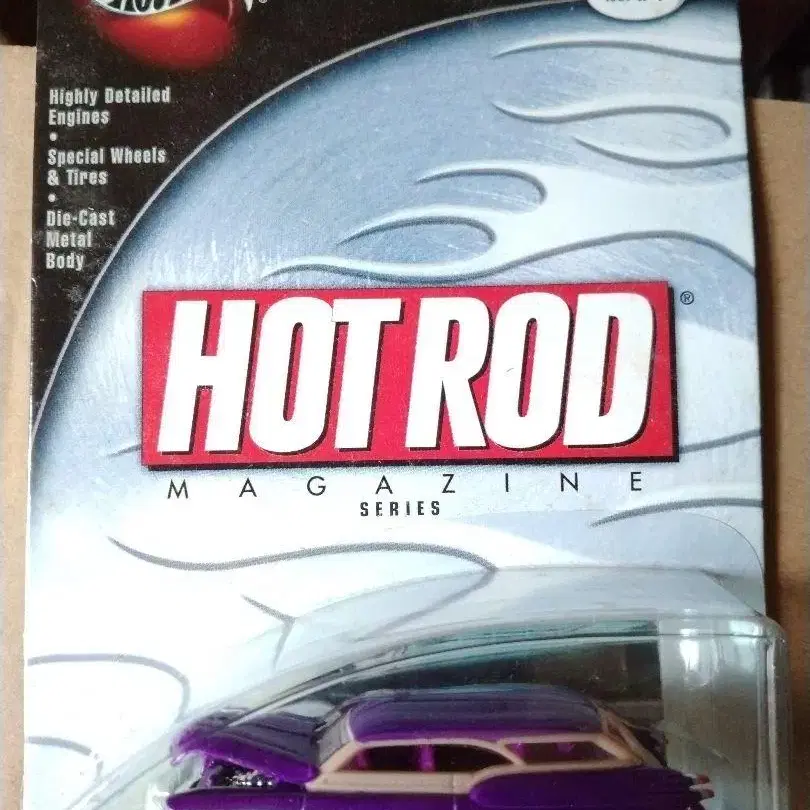 Highly Detailed
Engines
•
Special Wheels
& Tires
•
Die-Cast
Metal
Body
HOT ROD®
MAGAZINE
SERIES